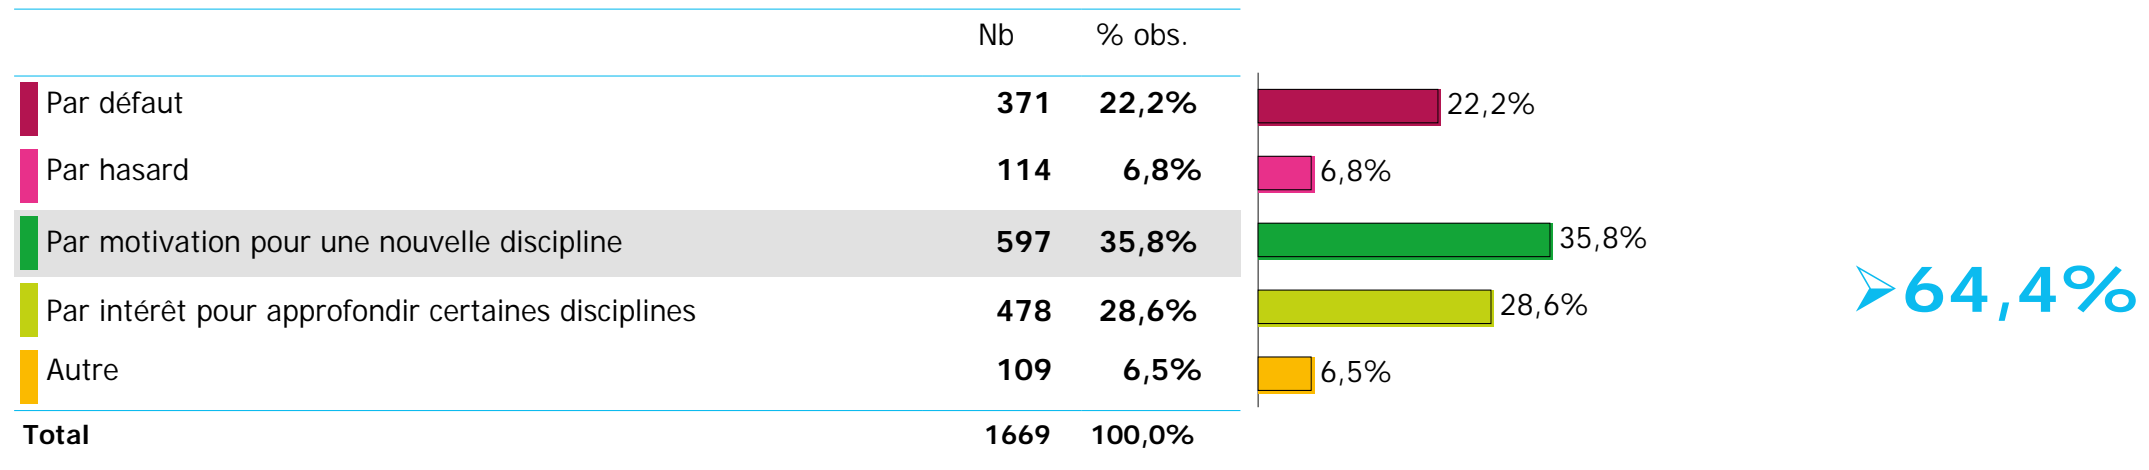 Nb % obs.
Par défaut 371 22,2% 22,2%
Par hasard 114 6,8% 6,8%
Par motivation pour une nouvelle discipline 597 35,8% 35,8%
➢64,4%
Par intérêt pour approfondir certaines disciplines 478 28,6% 28,6%
Autre 109 6,5% 6,5%
Total 1669 100,0%